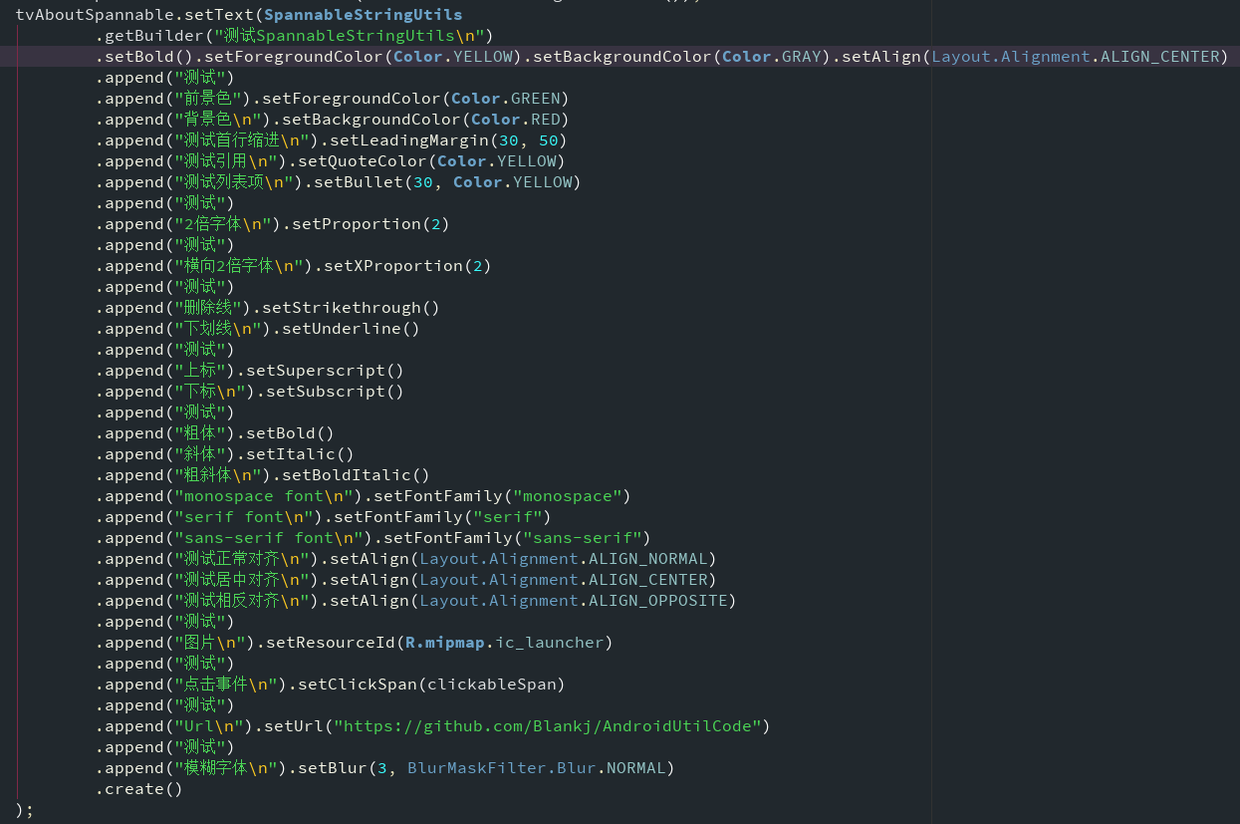 tvAboutSpannable.setText(SpannableStringUtils
.getBuilder("测试SpannableStringUtils\n")
.setBold().setForegroundColor(Color.YELLOW).setBackgroundColor(Color.GRAY).setAlign(Layout.Alignment.ALIGN_CENTER)
.append("测试")
.append("前景色").setForegroundColor(Color.GREEN)
.append("背景色\n").setBackgroundColor(Color.RED)
.append("测试首行缩进\n").setLeadingMargin(30, 50)
.append("测试引用\n").setQuoteColor(Color.YELLOW)
.append("测试列表项\n").setBullet(30, Color.YELLOW)
.append("测试")
.append("2倍字体\n").setProportion(2)
.append("测试")
.append("横向2倍字体\n").setXProportion(2)
.append("测试")
.append("删除线").setStrikethrough()
.append("下划线\n").setUnderline()
.append("测试")
.append("上标").setSuperscript()
.append("下标\n").setSubscript()
.append("测试")
.append("粗体").setBold()
.append("斜体").setItalic()
.append("粗斜体\n").setBoldItalic()
.append("monospace font\n").setFontFamily("monospace")
.append("serif font\n").setFontFamily("serif")
.append("sans-serif font\n").setFontFamily("sans-serif")
.append("测试正常对齐\n").setAlign(Layout.Alignment.ALIGN_NORMAL)
.append("测试居中对齐\n").setAlign(Layout.Alignment.ALIGN_CENTER)
.append("测试相反对齐\n").setAlign(Layout.Alignment.ALIGN_OPPOSITE)
.append("测试")
.append("图片\n").setResourceId(R.mipmap.ic_launcher)
.append("测试")
.append("点击事件\n").setClickSpan(clickableSpan)
.append("测试")
.append("Url\n").setUrl("https://github.com/Blankj/AndroidUtilCode")
.append("测试")
.append("模糊字体\n").setBlur(3, BlurMaskFilter.Blur.NORMAL)
.create()
);